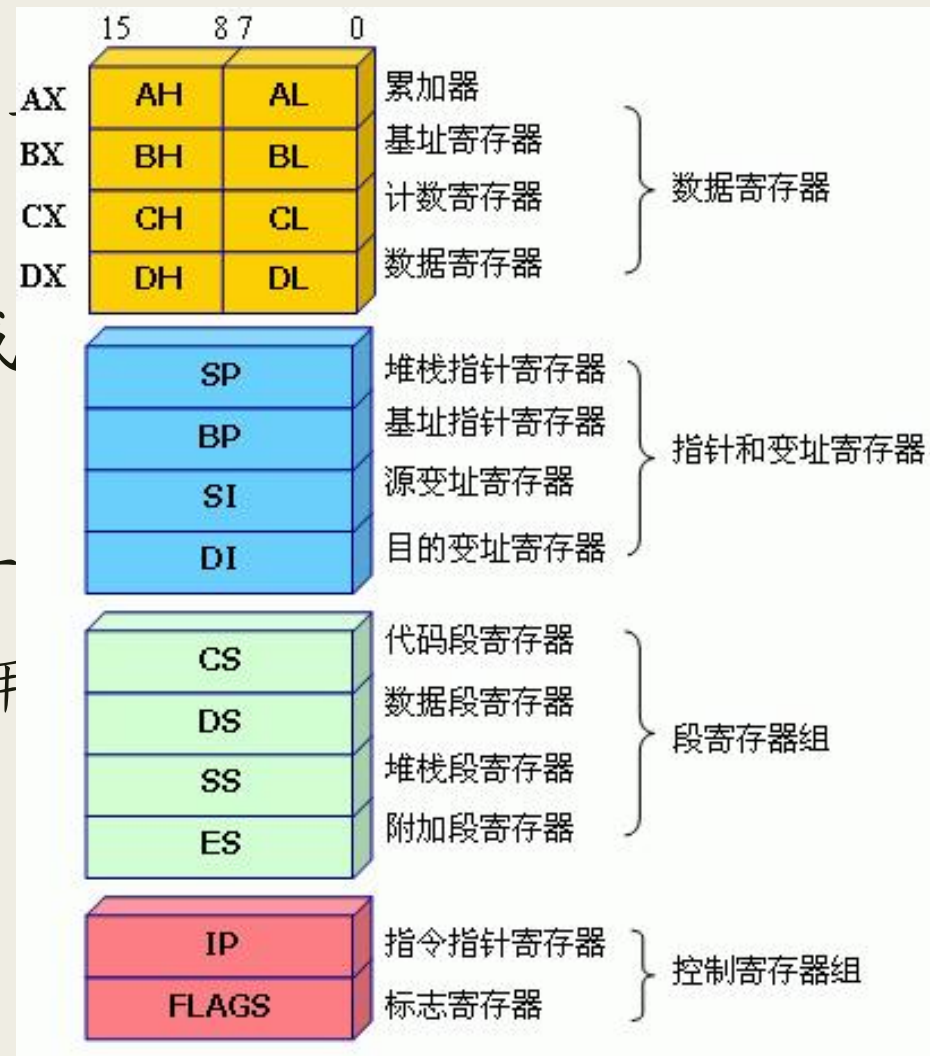 15 8 7 0
AX AH AL 累加器
BX BH BL 基址寄存器
CX CH CL 计数寄存器
DX DH DL 数据寄存器
数据寄存器
SP 堆栈指针寄存器
BP 基址指针寄存器
SI 源变址寄存器
DI 目的变址寄存器
指针和变址寄存器
CS 代码段寄存器
DS 数据段寄存器
SS 堆栈段寄存器
ES 附加段寄存器
段寄存器组
IP 指令指针寄存器
FLAGS 标志寄存器
控制寄存器组